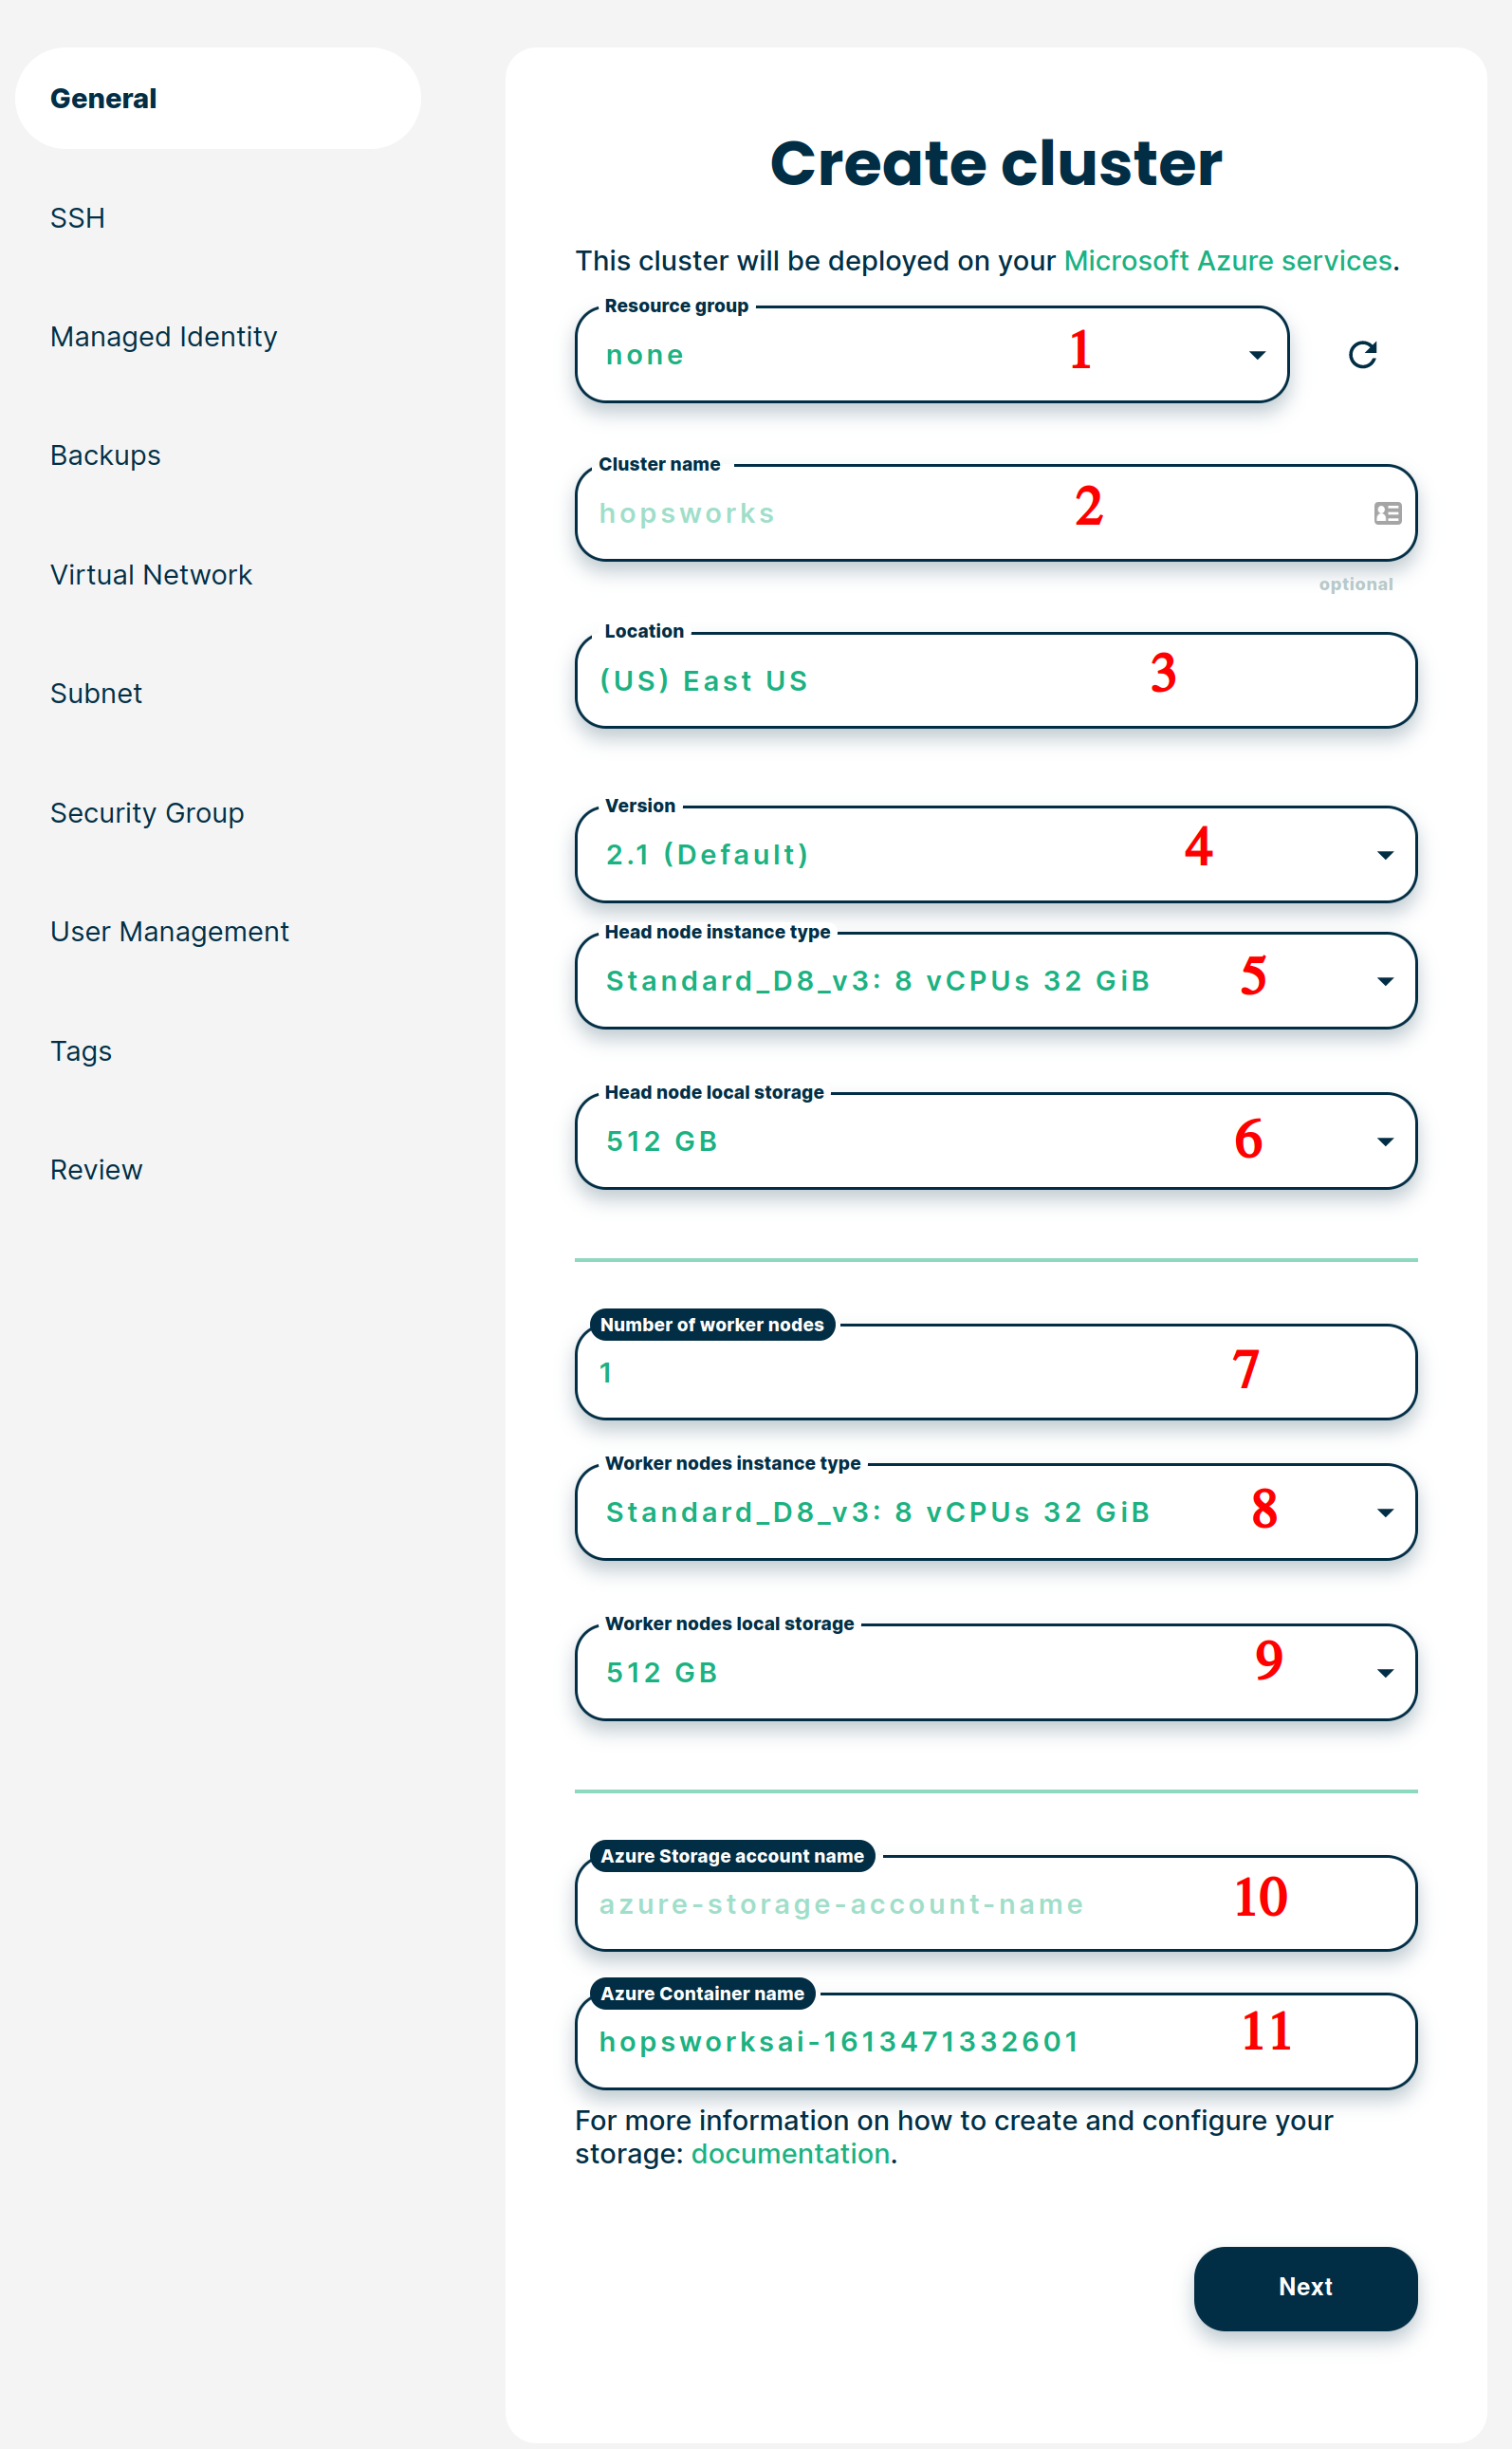 General
SSH
Managed Identity
Backups
Virtual Network
Subnet
Security Group
User Management
Tags
Review
Create cluster
This cluster will be deployed on your Microsoft Azure services.
Resource group
none 1
Cluster name
hopsworks 2
optional
Location
(US) East US 3
Version
2.1 (Default) 4
Head node instance type
Standard_D8_v3: 8 vCPUs 32 GiB 5
Head node local storage
512 GB 6
Number of worker nodes
1 7
Worker nodes instance type
Standard_D8_v3: 8 vCPUs 32 GiB 8
Worker nodes local storage
512 GB 9
Azure Storage account name
azure-storage-account-name 10
Azure Container name
hopsworksai-1613471332601 11
For more information on how to create and configure your
storage: documentation.
Next